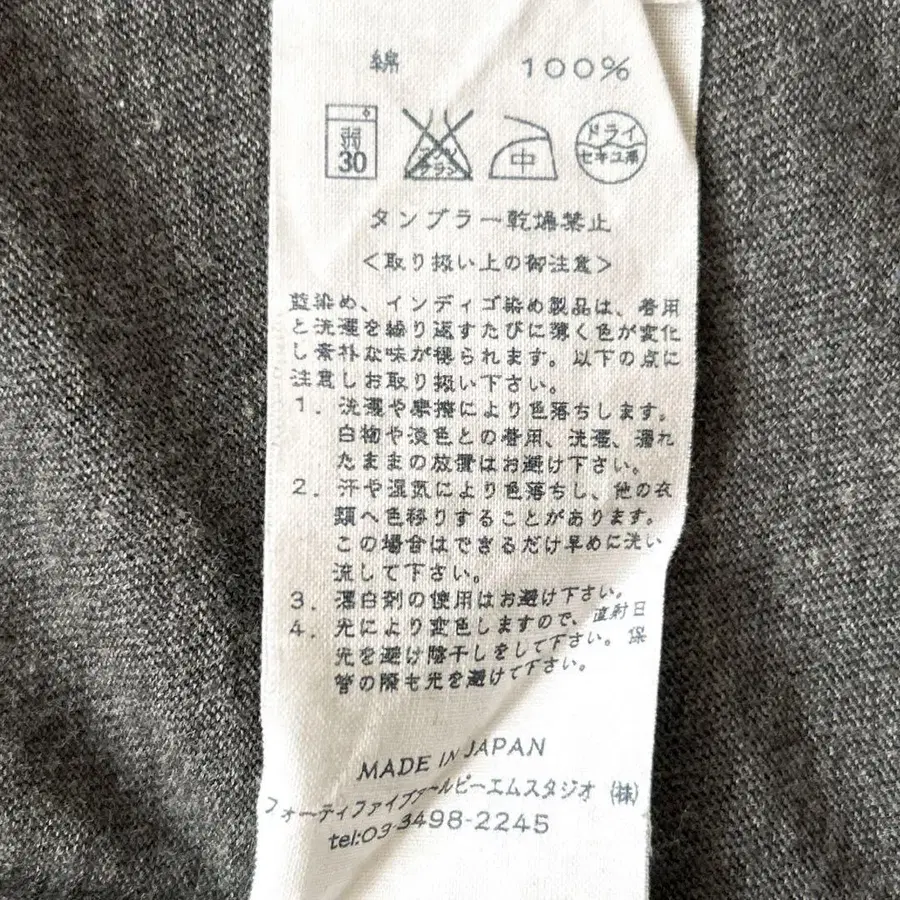 綿 100%
弱
30
エンソ
サラシ
中
ドライ
セキユ系
タンブラー乾燥禁止
<取り扱い上の御注意>
藍染め、インディゴ染め製品は、着用
と洗濯を繰り返すたびに薄く色が変化
し素朴な味が得られます。以下の点に
注意しお取り扱い下さい。
1. 洗濯や摩擦により色落ちします。
白物や淡色との着用、洗濯、濡れ
たままの放置はお避け下さい。
2. 汗や湿気により色落ちし、他の衣
類へ色移りすることがあります。
この場合はできるだけ早めに洗い
流して下さい。
3. 漂白剤の使用はお避け下さい。
4. 光により変色しますので、直射日
光を避け陰干しをして下さい。保
管の際も光を避けて下さい。
MADE IN JAPAN
フォーティファイブアールピーエムスタジオ (株)
tel:03-3498-2245